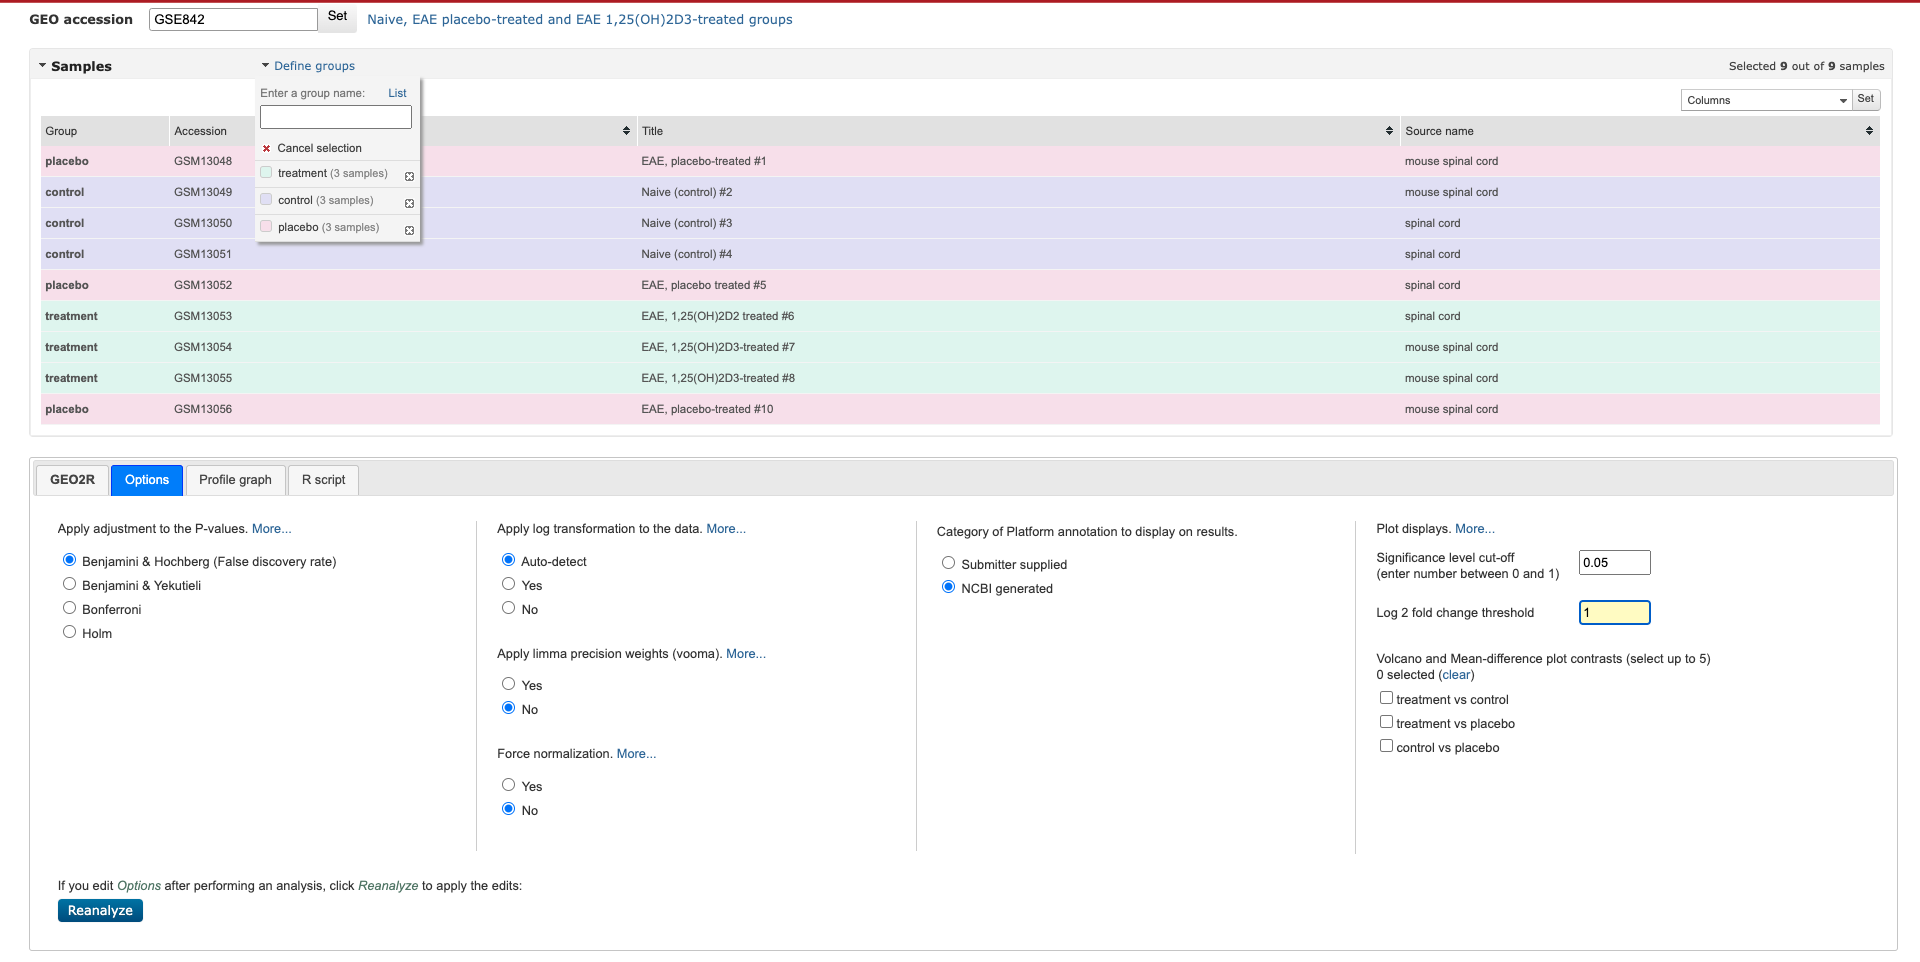 GEO accession GSE842 Set Naive, EAE placebo-treated and EAE 1,25(OH)2D3-treated groups
Samples Define groups Selected 9 out of 9 samples
Enter a group name: List
Columns Set
Group Accession Title Source name
Cancel selection
treatment (3 samples)
control (3 samples)
placebo (3 samples)
placebo GSM13048 EAE, placebo-treated #1 mouse spinal cord
control GSM13049 Naive (control) #2 mouse spinal cord
control GSM13050 Naive (control) #3 spinal cord
control GSM13051 Naive (control) #4 spinal cord
placebo GSM13052 EAE, placebo treated #5 spinal cord
treatment GSM13053 EAE, 1,25(OH)2D2 treated #6 spinal cord
treatment GSM13054 EAE, 1,25(OH)2D3-treated #7 mouse spinal cord
treatment GSM13055 EAE, 1,25(OH)2D3-treated #8 mouse spinal cord
placebo GSM13056 EAE, placebo-treated #10 mouse spinal cord
GEO2R Options Profile graph R script
Apply adjustment to the P-values. More...
Benjamini & Hochberg (False discovery rate)
Benjamini & Yekutieli
Bonferroni
Holm
Apply log transformation to the data. More...
Auto-detect
Yes
No
Apply limma precision weights (vooma). More...
Yes
No
Force normalization. More...
Yes
No
Category of Platform annotation to display on results.
Submitter supplied
NCBI generated
Plot displays. More...
Significance level cut-off
(enter number between 0 and 1) 0.05
Log 2 fold change threshold 1
Volcano and Mean-difference plot contrasts (select up to 5)
0 selected (clear)
treatment vs control
treatment vs placebo
control vs placebo
If you edit Options after performing an analysis, click Reanalyze to apply the edits:
Reanalyze